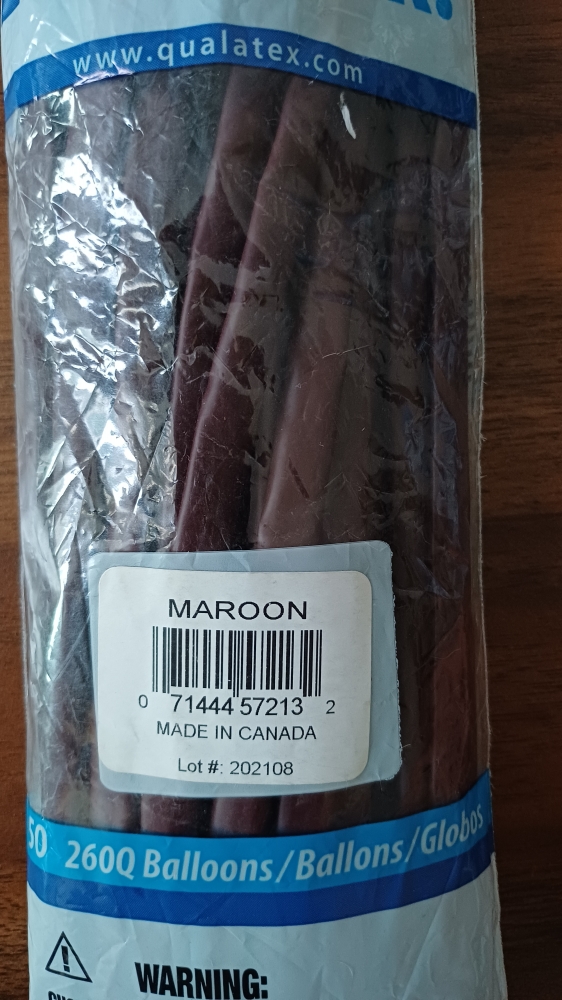 www.qualatex.com
MAROON
0 71444 57213 2
MADE IN CANADA
Lot #: 202108
50 260Q Balloons/Ballons/Globos
WARNING: